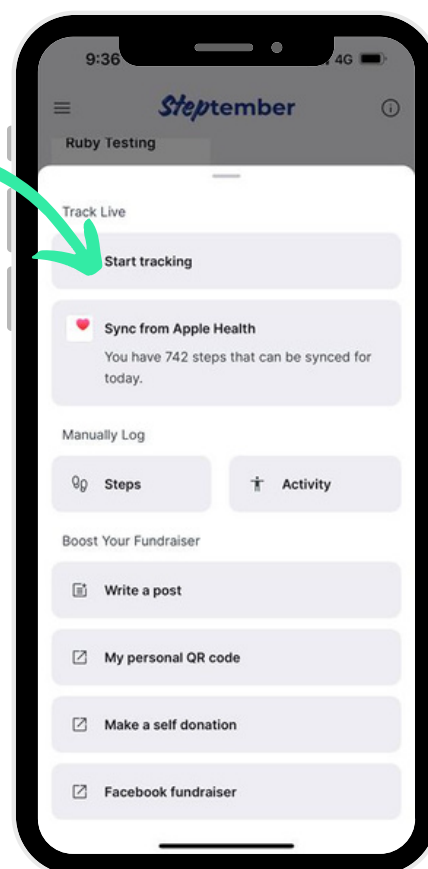 9:36
4G
Steptember
Ruby Testing
Track Live
Start tracking
Sync from Apple Health
You have 742 steps that can be synced for
today.
Manually Log
Steps
Activity
Boost Your Fundraiser
Write a post
My personal QR code
Make a self donation
Facebook fundraiser